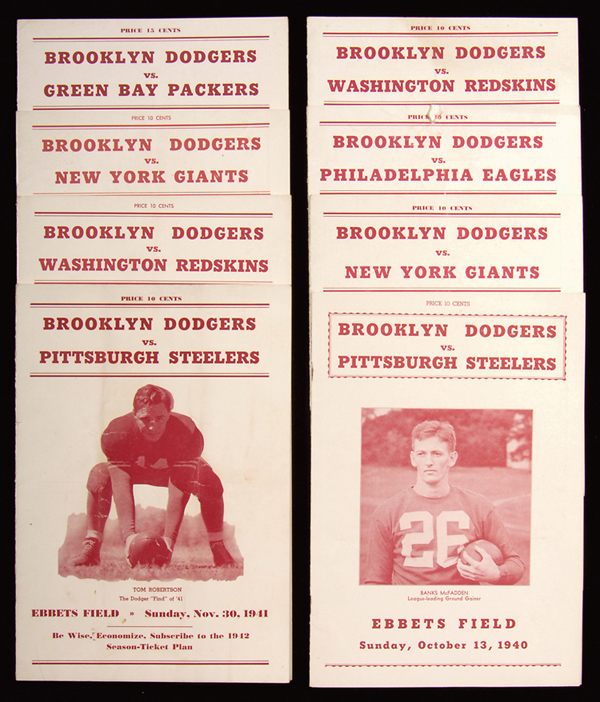 PRICE 15 CENTS
BROOKLYN DODGERS
vs.
GREEN BAY PACKERS
PRICE 10 CENTS
BROOKLYN DODGERS
vs.
NEW YORK GIANTS
PRICE 10 CENTS
BROOKLYN DODGERS
vs.
WASHINGTON REDSKINS
PRICE 10 CENTS
BROOKLYN DODGERS
vs.
PITTSBURGH STEELERS
14
TOM ROBERTSON
The Dodger "Find" of '41
EBBETS FIELD » Sunday, Nov. 30, 1941
Be Wise, Economize. Subscribe to the 1942
Season-Ticket Plan
PRICE 10 CENTS
BROOKLYN DODGERS
vs.
WASHINGTON REDSKINS
PRICE 10 CENTS
BROOKLYN DODGERS
vs.
PHILADELPHIA EAGLES
PRICE 10 CENTS
BROOKLYN DODGERS
vs.
NEW YORK GIANTS
PRICE 10 CENTS
BROOKLYN DODGERS
vs.
PITTSBURGH STEELERS
26
BANKS McFADDEN
League-leading Ground Gainer
EBBETS FIELD
Sunday, October 13, 1940